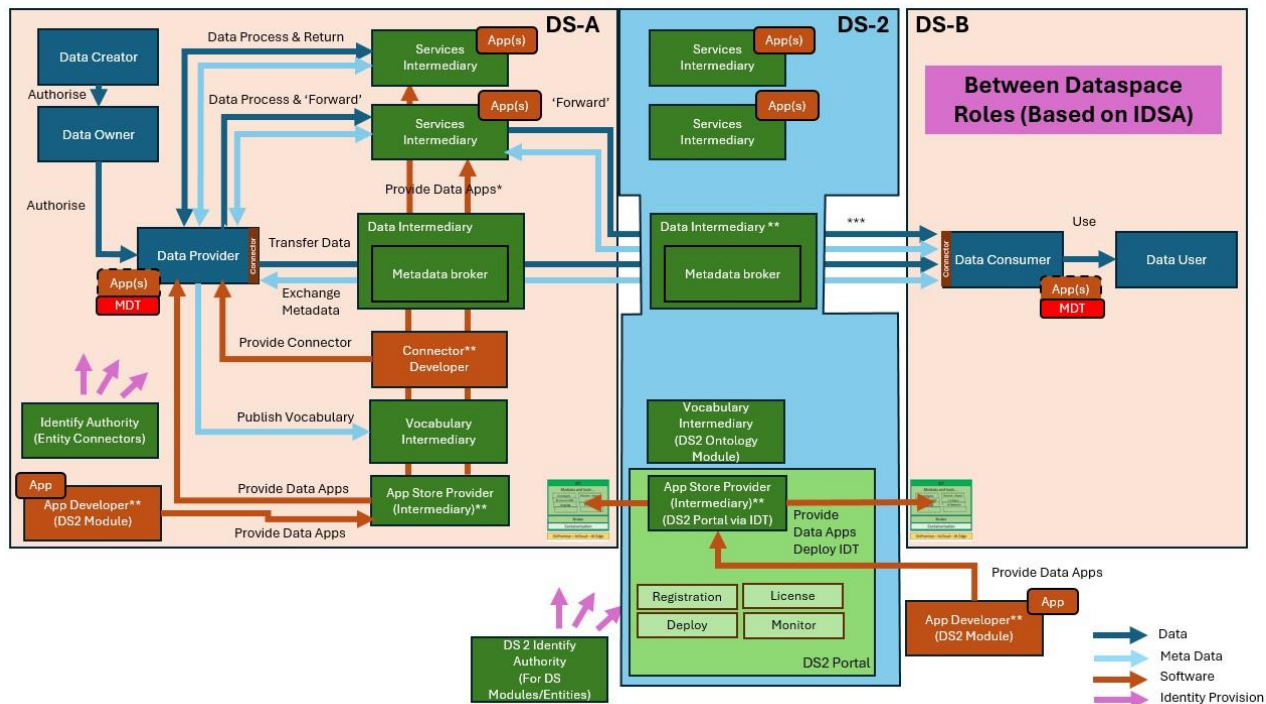 DS-A
DS-2
DS-B
Data Creator
Authorise
Data Owner
Authorise
Data Process & Return
Data Process & ‘Forward’
Services
Intermediary
App(s)
Services
Intermediary
App(s)
‘Forward’
Provide Data Apps*
Data Provider
Connector
App(s)
MDT
Transfer Data
Exchange
Metadata
Data Intermediary
Metadata broker
Provide Connector
Connector**
Developer
Identify Authority
(Entity Connectors)
Publish Vocabulary
Vocabulary
Intermediary
App
App Developer**
(DS2 Module)
Provide Data Apps
Provide Data Apps
App Store Provider
(Intermediary)**
Services
Intermediary
App(s)
Services
Intermediary
App(s)
Data Intermediary **
Metadata broker
Vocabulary
Intermediary
(DS2 Ontology
Module)
App Store Provider
(Intermediary)**
(DS2 Portal via IDT)
Provide
Data Apps
Deploy IDT
Registration
License
Deploy
Monitor
DS2 Portal
DS 2 Identify
Authority
(For DS
Modules/Entities)
Between Dataspace
Roles (Based on IDSA)
***
Connector
Data Consumer
App(s)
MDT
Use
Data User
Provide Data Apps
App
App Developer**
(DS2 Module)
Data
Meta Data
Software
Identity Provision